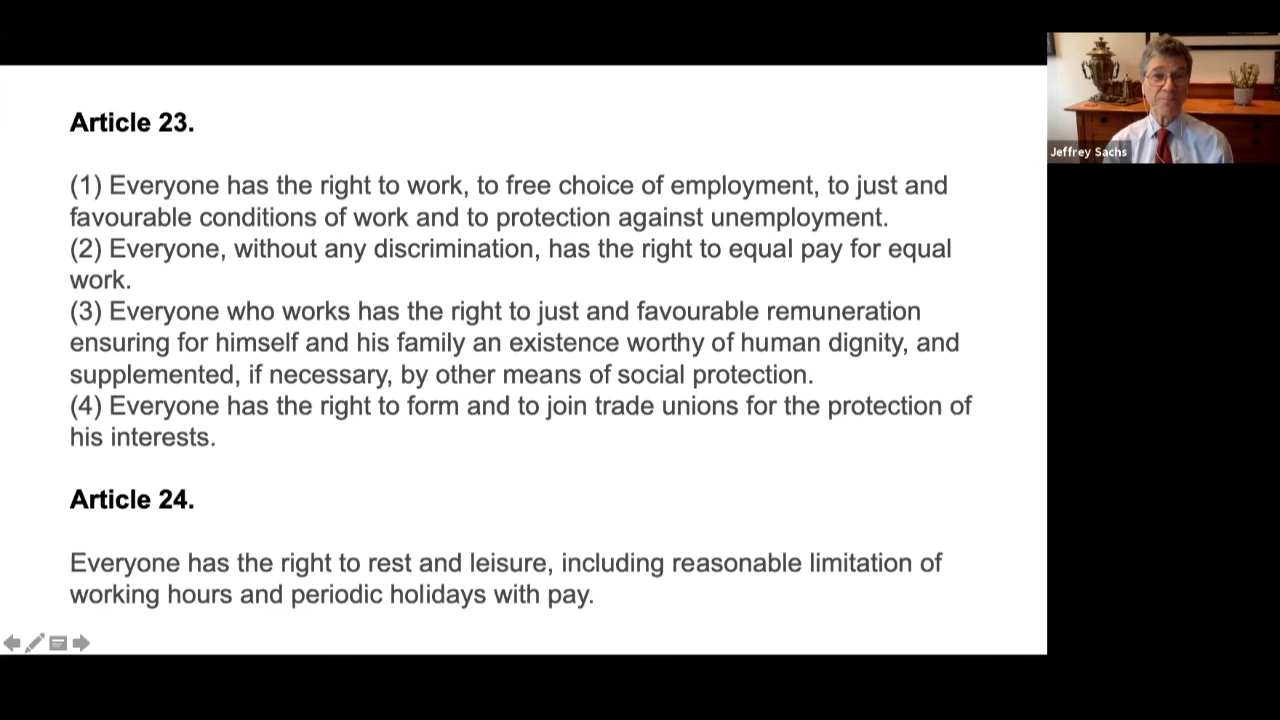 Article 23.
(1) Everyone has the right to work, to free choice of employment, to just and
favourable conditions of work and to protection against unemployment.
(2) Everyone, without any discrimination, has the right to equal pay for equal
work.
(3) Everyone who works has the right to just and favourable remuneration
ensuring for himself and his family an existence worthy of human dignity, and
supplemented, if necessary, by other means of social protection.
(4) Everyone has the right to form and to join trade unions for the protection of
his interests.
Article 24.
Everyone has the right to rest and leisure, including reasonable limitation of
working hours and periodic holidays with pay.
Jeffrey Sachs